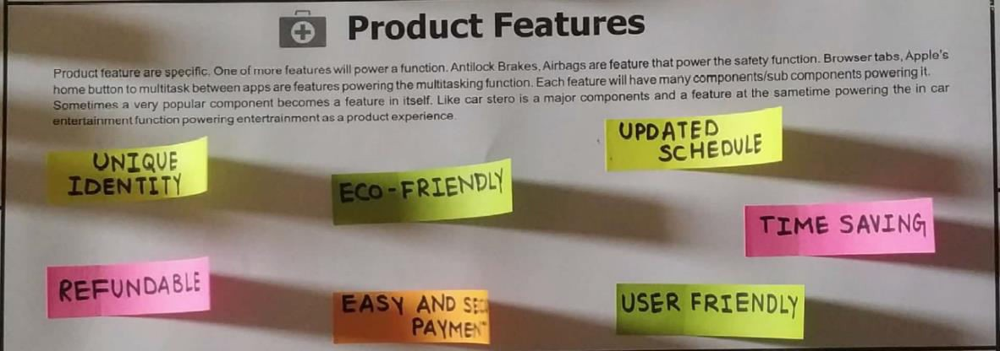 Product Features
Product feature are specific. One of more features will power a function. Antilock Brakes, Airbags are feature that power the safety function. Browser tabs, Apple's
home button to multitask between apps are features powering the multitasking function. Each feature will have many components/sub components powering it.
Sometimes a very popular component becomes a feature in itself. Like car stero is a major components and a feature at the sametime powering the in car
entertainment function powering entertrainment as a product experience.
UPDATED
SCHEDULE
UNIQUE
IDENTITY
ECO-FRIENDLY
TIME SAVING
REFUNDABLE
EASY AND
PAYMENT
USER FRIENDLY